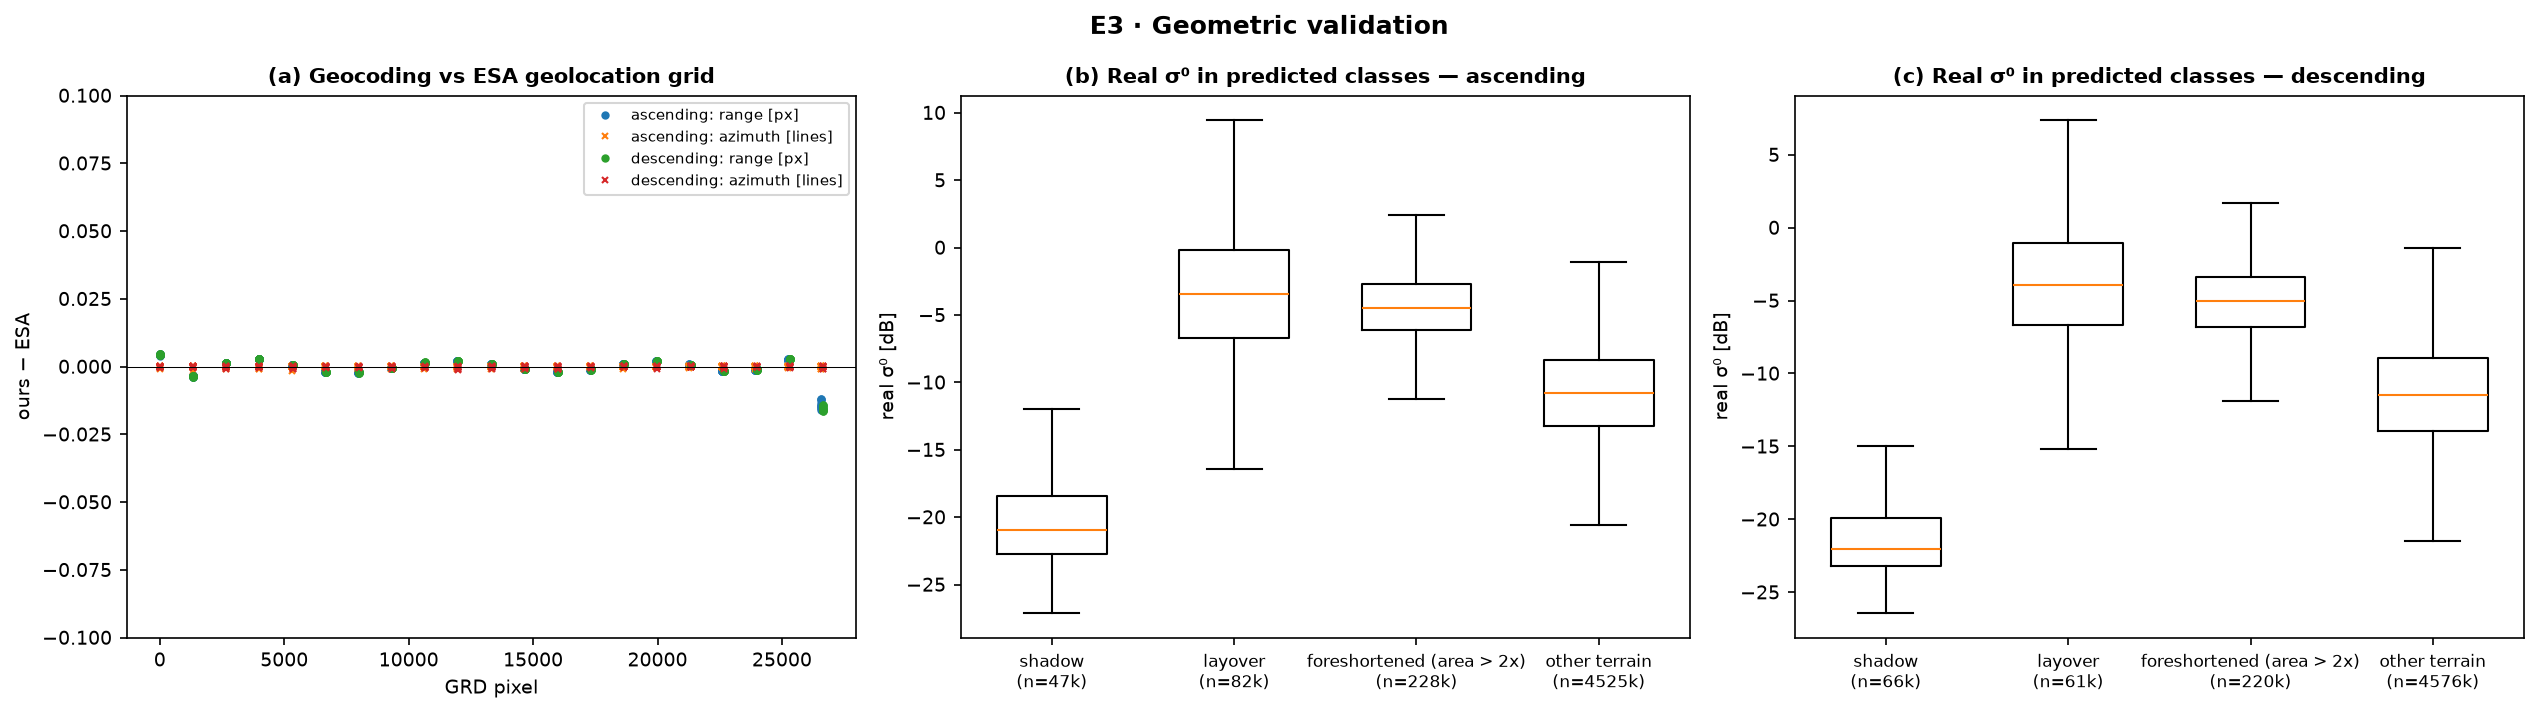 E3 · Geometric validation
(a) Geocoding vs ESA geolocation grid
ours − ESA
0.100
0.075
0.050
0.025
0.000
−0.025
−0.050
−0.075
−0.100
ascending: range [px]
ascending: azimuth [lines]
descending: range [px]
descending: azimuth [lines]
0 5000 10000 15000 20000 25000
GRD pixel
(b) Real σ⁰ in predicted classes — ascending
real σ⁰ [dB]
10
5
0
−5
−10
−15
−20
−25
shadow layover foreshortened (area > 2x) other terrain
(n=47k) (n=82k) (n=228k) (n=4525k)
(c) Real σ⁰ in predicted classes — descending
real σ⁰ [dB]
5
0
−5
−10
−15
−20
−25
shadow layover foreshortened (area > 2x) other terrain
(n=66k) (n=61k) (n=220k) (n=4576k)